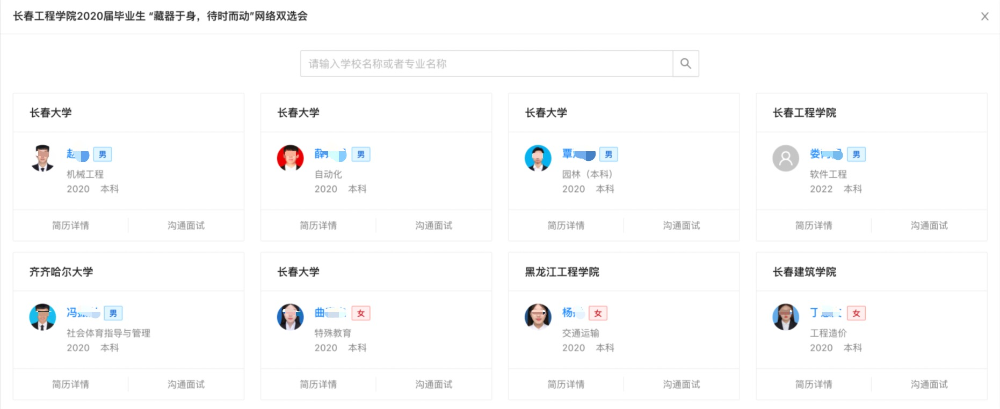 长春工程学院2020届毕业生 “藏器于身，待时而动”网络双选会
请输入学校名称或者专业名称
长春大学
赵 男
机械工程
2020 本科
简历详情 沟通面试
长春大学
薛 男
自动化
2020 本科
简历详情 沟通面试
长春大学
覃 男
园林（本科）
2020 本科
简历详情 沟通面试
长春工程学院
娄 男
软件工程
2022 本科
简历详情 沟通面试
齐齐哈尔大学
冯 男
社会体育指导与管理
2020 本科
简历详情 沟通面试
长春大学
曲 女
特殊教育
2020 本科
简历详情 沟通面试
黑龙江工程学院
杨 女
交通运输
2020 本科
简历详情 沟通面试
长春建筑学院
丁 女
工程造价
2020 本科
简历详情 沟通面试